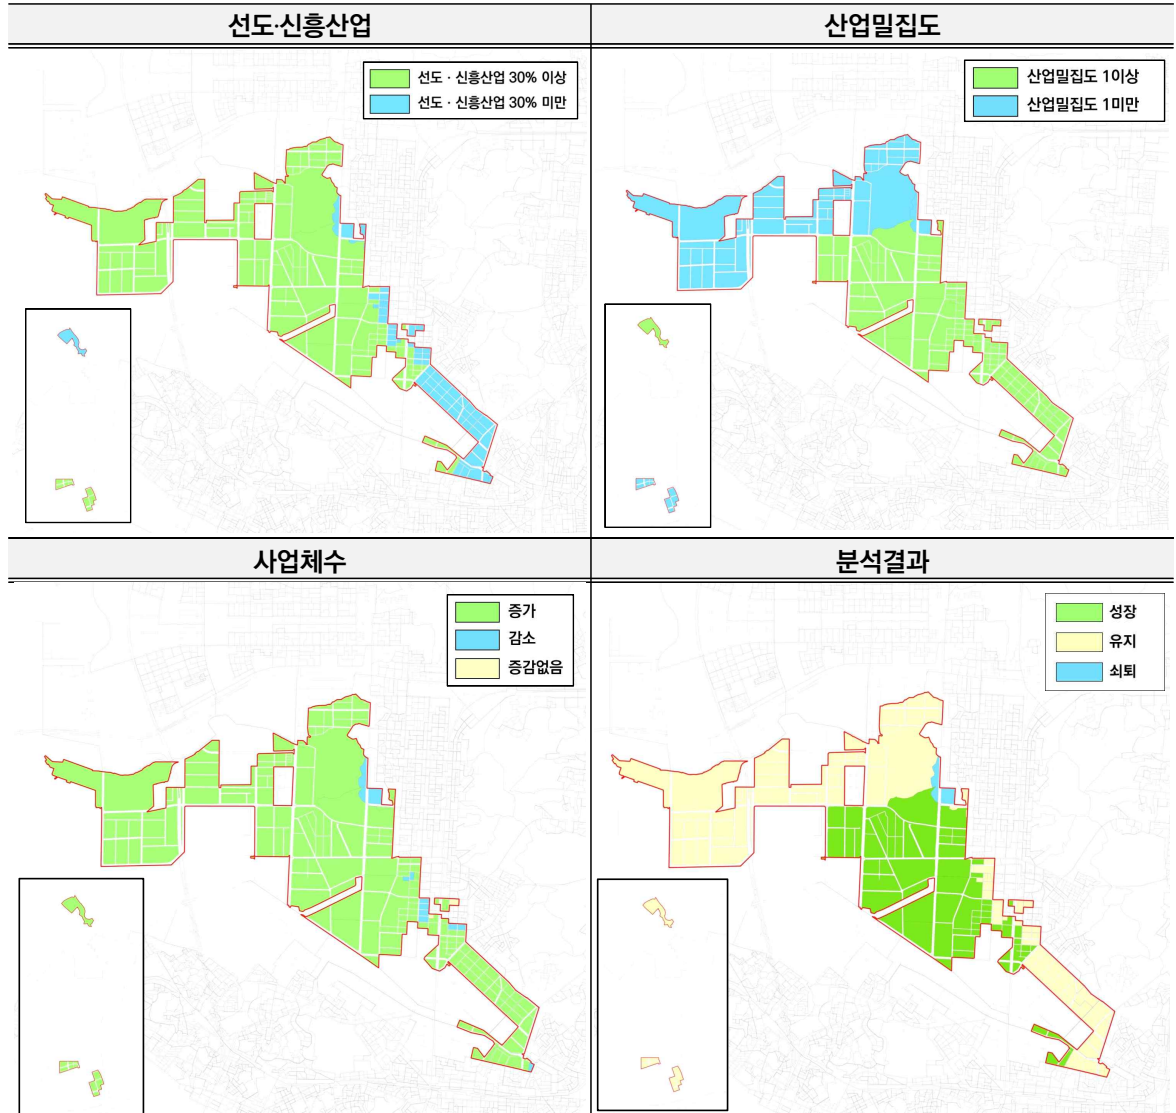 선도·신흥산업
산업밀집도
선도 · 신흥산업 30% 이상
선도 · 신흥산업 30% 미만
산업밀집도 1이상
산업밀집도 1미만
사업체수
분석결과
증가
감소
증감없음
성장
유지
쇠퇴